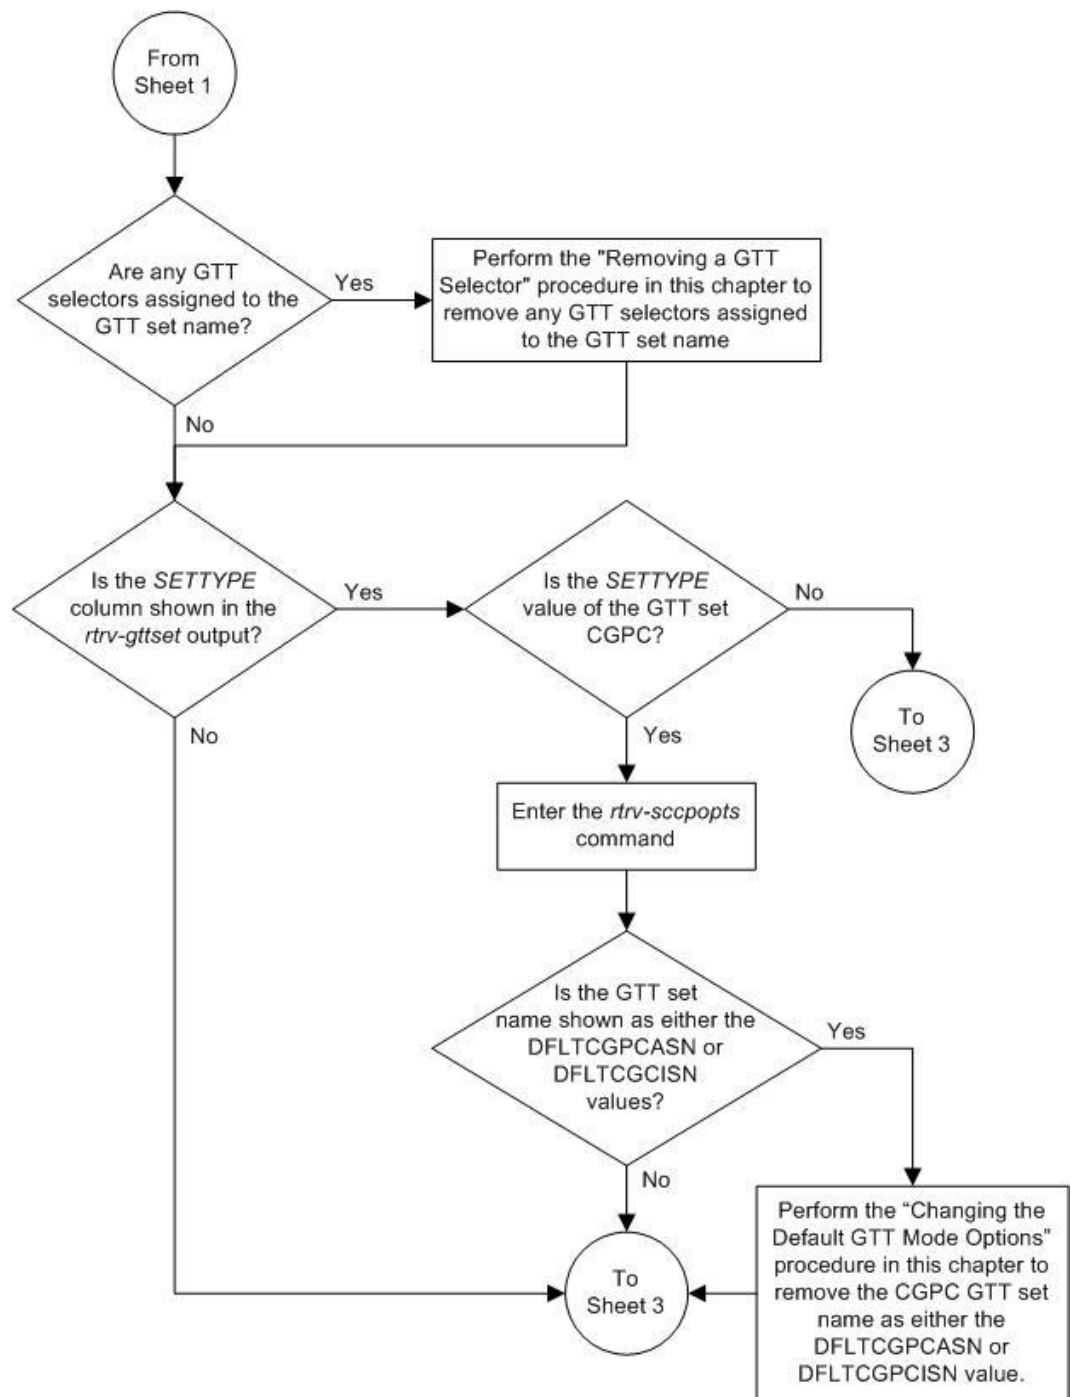 From
Sheet 1
Are any GTT
selectors assigned to the
GTT set name?
Yes
Perform the "Removing a GTT
Selector" procedure in this chapter to
remove any GTT selectors assigned
to the GTT set name
No
Is the SETTYPE
column shown in the
rtrv-gttset output?
Yes
Is the SETTYPE
value of the GTT set
CGPC?
No
To
Sheet 3
No
Yes
Enter the rtrv-sccpopts
command
Is the GTT set
name shown as either the
DFLTCGPCASN or
DFLTCGCISN
values?
Yes
No
To
Sheet 3
Perform the “Changing the
Default GTT Mode Options”
procedure in this chapter to
remove the CGPC GTT set
name as either the
DFLTCGPCASN or
DFLTCGPCISN value.